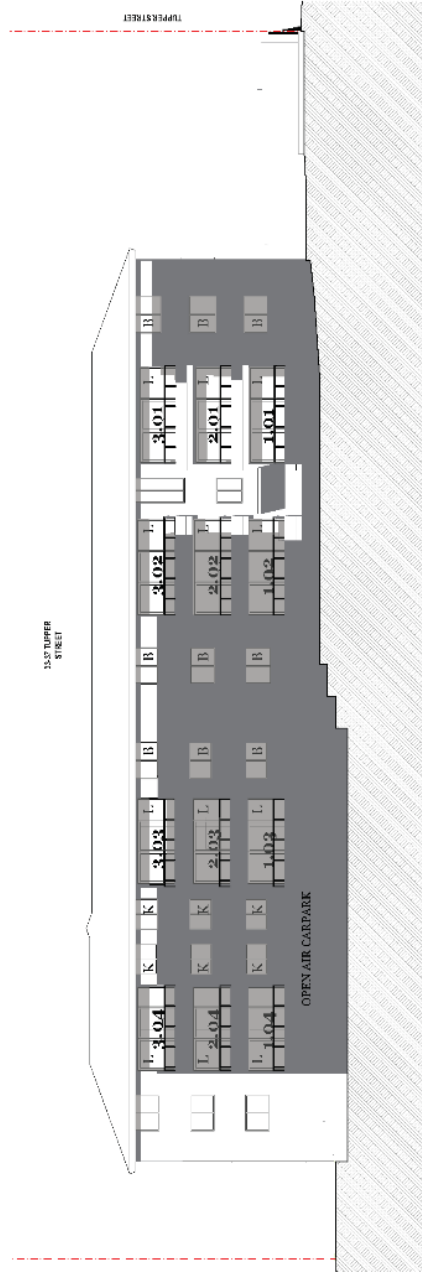 TUPPER STREET
33-37 TUPPER
STREET
L 3.04 K K 3.03 L B B 3.02 L 3.01 L B
L 2.04 K K 2.03 L B B 2.02 L 2.01 L B
L 1.04 K K 1.03 L B B 1.02 L 1.01 L B
OPEN AIR CARPARK